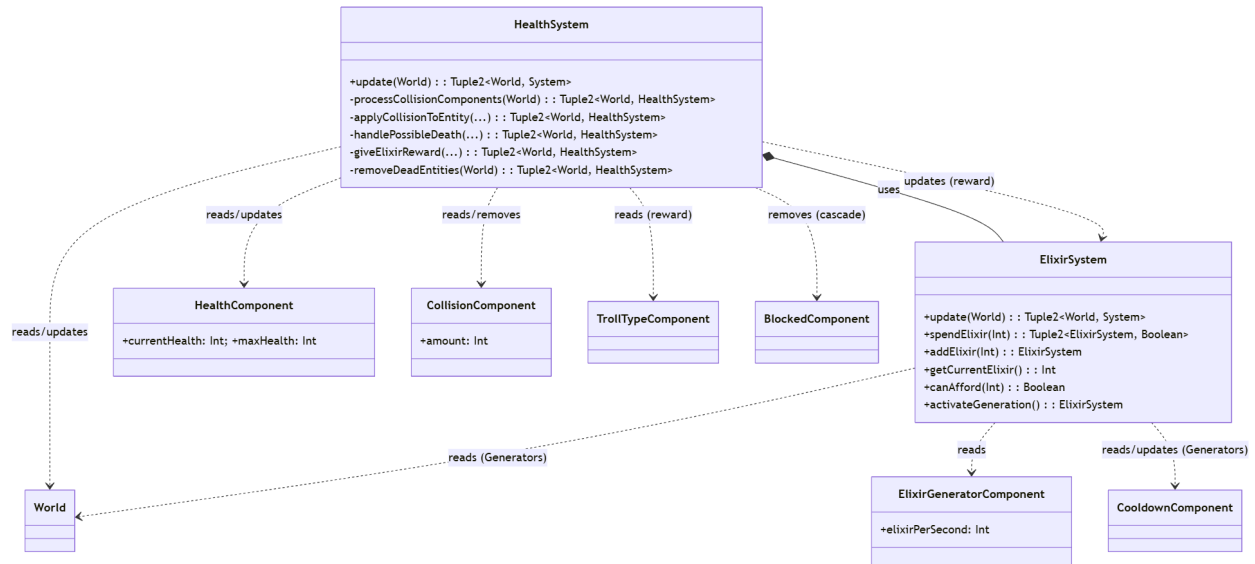 HealthSystem
+update(World) : : Tuple2<World, System>
-processCollisionComponents(World) : : Tuple2<World, HealthSystem>
-applyCollisionToEntity(...) : : Tuple2<World, HealthSystem>
-handlePossibleDeath(...) : : Tuple2<World, HealthSystem>
-giveElixirReward(...) : : Tuple2<World, HealthSystem>
-removeDeadEntities(World) : : Tuple2<World, HealthSystem>
reads/updates
reads/removes
reads (reward)
removes (cascade)
uses
updates (reward)
reads/updates
HealthComponent
+currentHealth: Int; +maxHealth: Int
CollisionComponent
+amount: Int
TrollTypeComponent
BlockedComponent
ElixirSystem
+update(World) : : Tuple2<World, System>
+spendElixir(Int) : : Tuple2<ElixirSystem, Boolean>
+addElixir(Int) : : ElixirSystem
+getCurrentElixir() : : Int
+canAfford(Int) : : Boolean
+activateGeneration() : : ElixirSystem
reads (Generators)
reads
reads/updates (Generators)
World
ElixirGeneratorComponent
+elixirPerSecond: Int
CooldownComponent